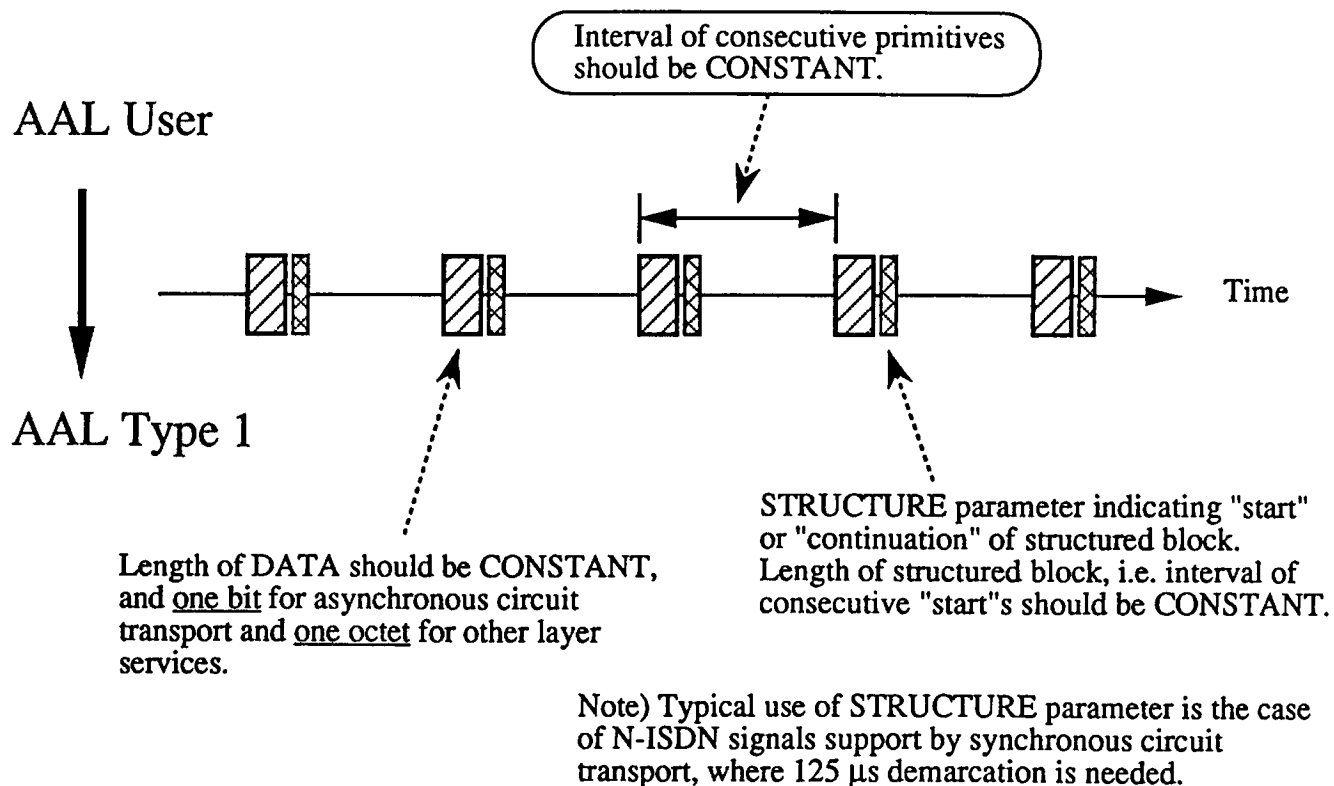 Interval of consecutive primitives
should be CONSTANT.
AAL User
Time
AAL Type 1
Length of DATA should be CONSTANT,
and one bit for asynchronous circuit
transport and one octet for other layer
services.
STRUCTURE parameter indicating "start"
or "continuation" of structured block.
Length of structured block, i.e. interval of
consecutive "start"s should be CONSTANT.
Note) Typical use of STRUCTURE parameter is the case
of N-ISDN signals support by synchronous circuit
transport, where 125 μs demarcation is needed.